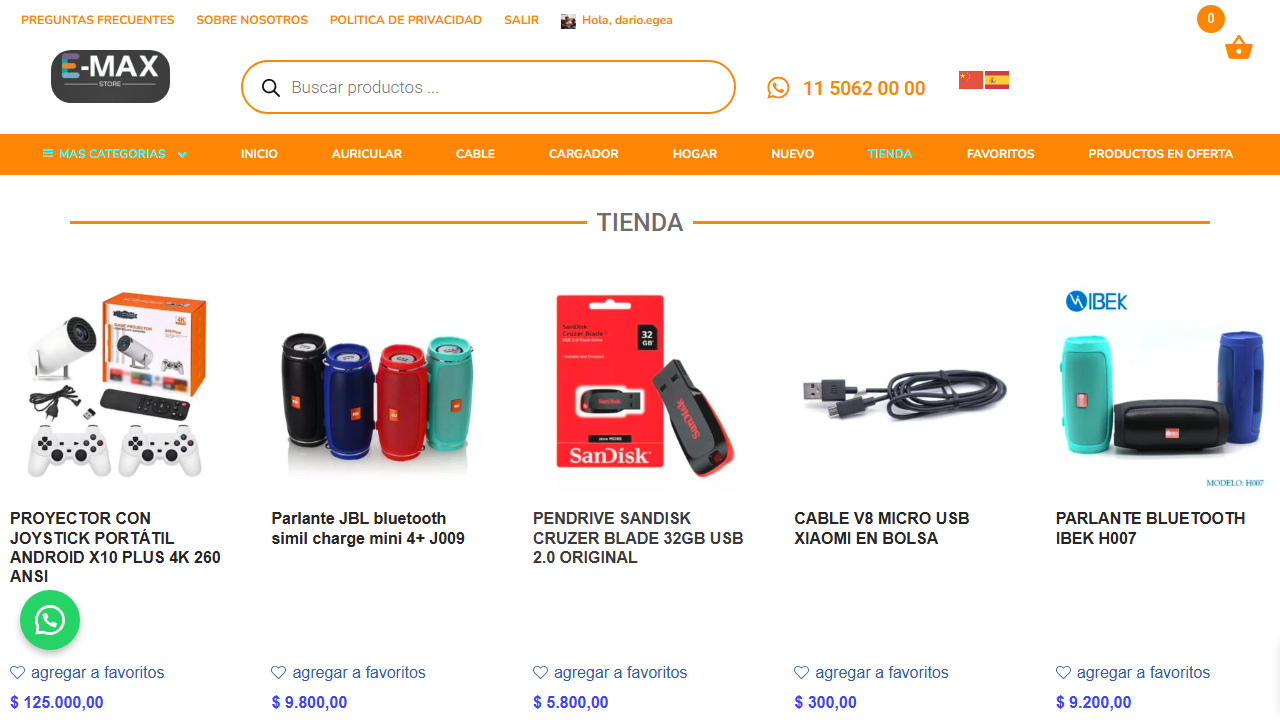 PREGUNTAS FRECUENTES SOBRE NOSOTROS POLITICA DE PRIVACIDAD SALIR Hola, dario.egea 0
E-MAX
STORE
Buscar productos ...
11 5062 00 00
MAS CATEGORIAS INICIO AURICULAR CABLE CARGADOR HOGAR NUEVO TIENDA FAVORITOS PRODUCTOS EN OFERTA
TIENDA
GAME PROJECTOR
4K
SanDisk
Cruzer Blade
32
GB
SanDisk
SanDisk
IBEK
MODELO: H007
PROYECTOR CON
JOYSTICK PORTÁTIL
ANDROID X10 PLUS 4K 260
ANSI
Parlante JBL bluetooth
simil charge mini 4+ J009
PENDRIVE SANDISK
CRUZER BLADE 32GB USB
2.0 ORIGINAL
CABLE V8 MICRO USB
XIAOMI EN BOLSA
PARLANTE BLUETOOTH
IBEK H007
agregar a favoritos agregar a favoritos agregar a favoritos agregar a favoritos agregar a favoritos
$ 125.000,00 $ 9.800,00 $ 5.800,00 $ 300,00 $ 9.200,00